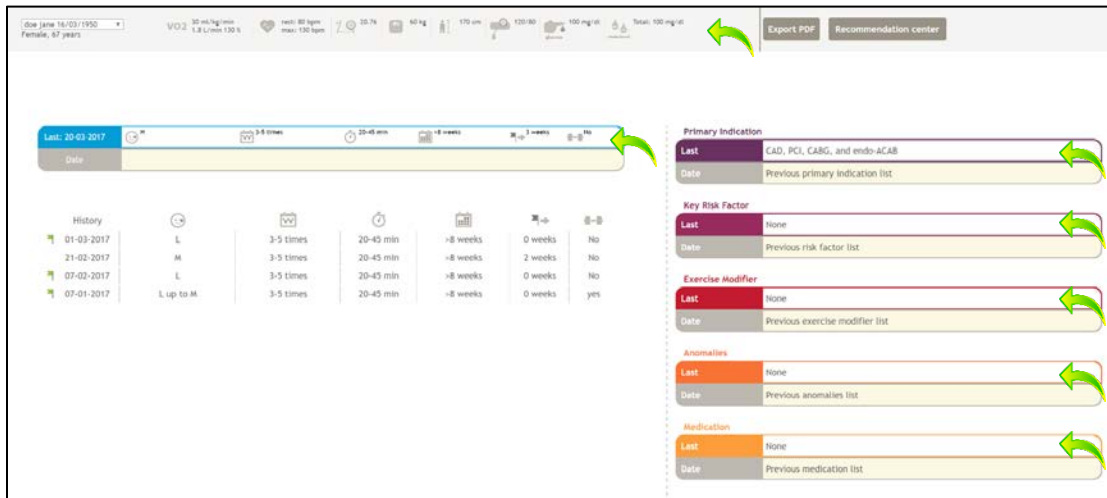 doe jane 16/03/1950
Female, 67 years
VO2 30 ml/kg/min
1.8 L/min 130 %
rest: 80 bpm
max: 130 bpm
20.76
60 kg
170 cm
120/80
100 mg/dl
glucose
Total: 100 mg/dl
Export PDF
Recommendation center
Last: 20-03-2017 M 3-5 times 20-45 min >8 weeks 3 weeks No
Date
History
01-03-2017 L 3-5 times 20-45 min >8 weeks 0 weeks No
21-02-2017 M 3-5 times 20-45 min >8 weeks 2 weeks No
07-02-2017 L 3-5 times 20-45 min >8 weeks 0 weeks No
07-01-2017 L up to M 3-5 times 20-45 min >8 weeks 0 weeks yes
Primary Indication
Last CAD, PCI, CABG, and endo-ACAB
Date Previous primary indication list
Key Risk Factor
Last None
Date Previous risk factor list
Exercise Modifier
Last None
Date Previous exercise modifier list
Anomalies
Last None
Date Previous anomalies list
Medication
Last None
Date Previous medication list